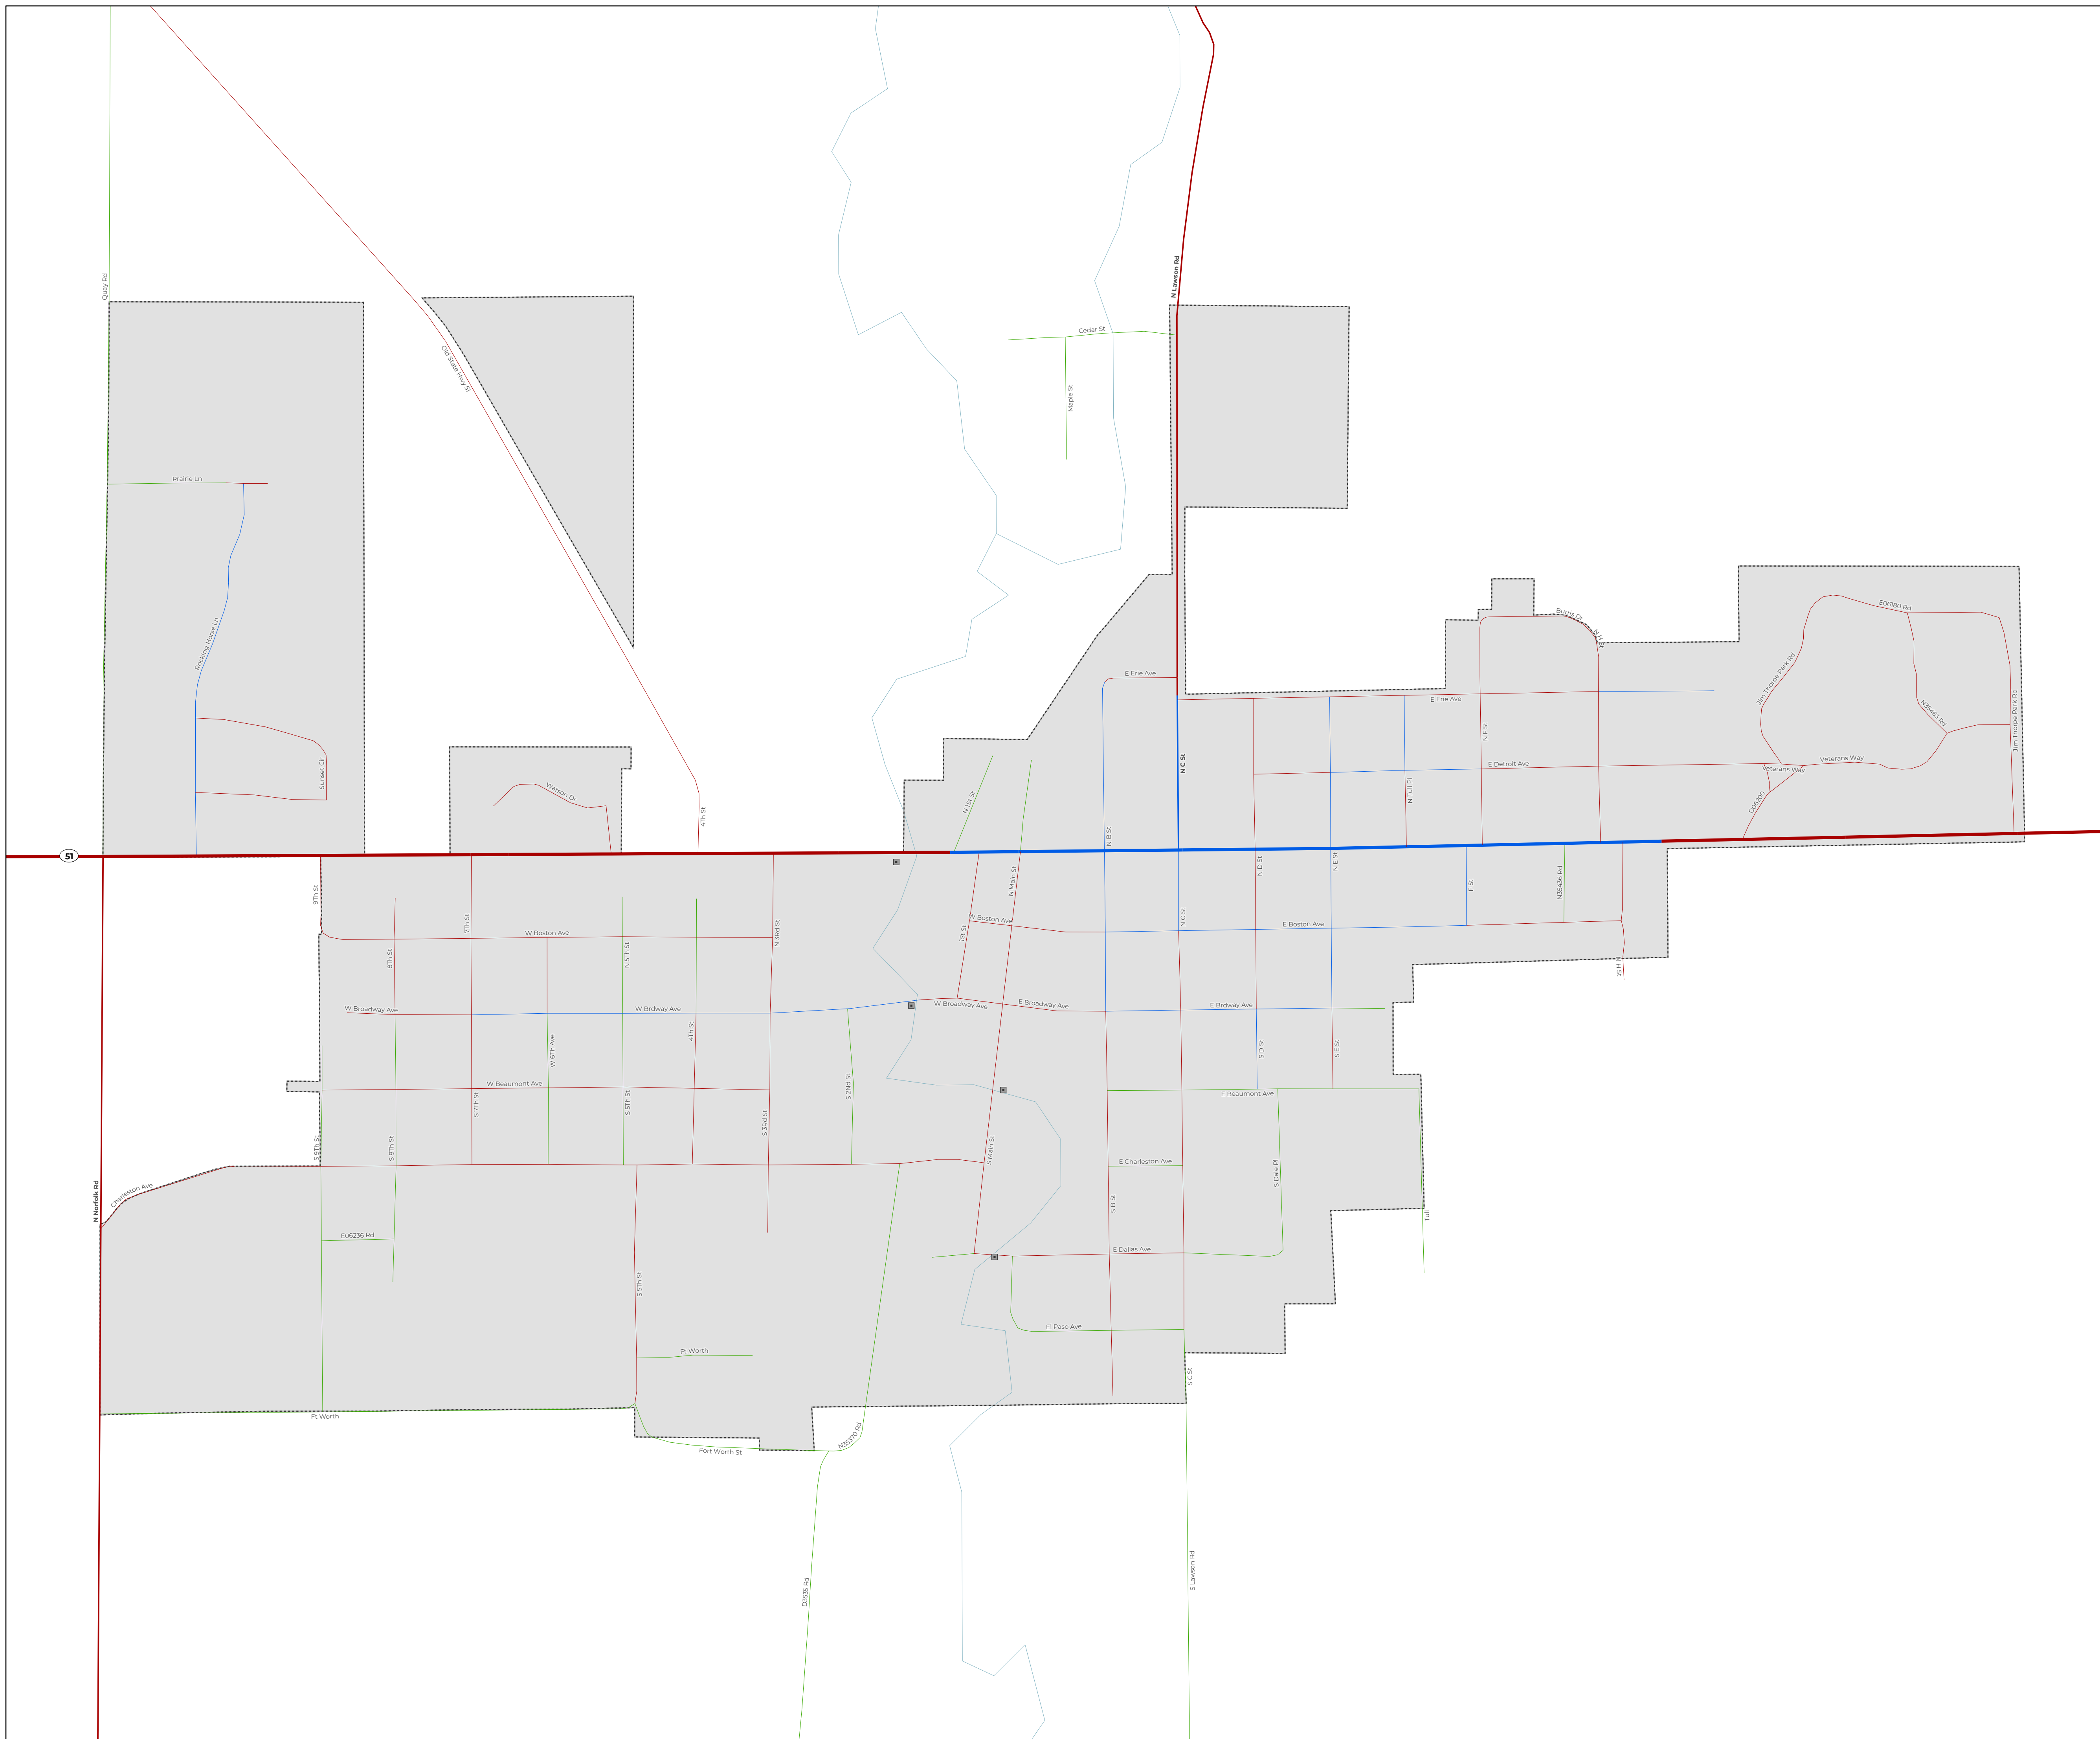 N Lawson Rd
Quay Rd
Cedar St
Old State Hwy St
Maple St
Prairie Ln
E06180 Rd
Burris Dr
N H St
Rocking Horse Ln
Jim Thorpe Park Rd
E Erie Ave
E Erie Ave
N35463 Rd
Jim Thorpe Park Rd
N F St
N C St
Veterans Way
Veterans Way
E Detroit Ave
Sunset Cir
Watson Dr
N Tull Pl
N 1St St
D06200
4Th St
N B St
51
N D St
N E St
N Main St
F St
N35436 Rd
9Th St
7Th St
N C St
W Boston Ave
E Boston Ave
W Boston Ave
N 3Rd St
1St St
N 5Th St
8Th St
N H St
W Broadway Ave
W Brdway Ave
W Broadway Ave
E Broadway Ave
E Brdway Ave
4Th St
W 6Th Ave
S D St
S E St
W Beaumont Ave
S 2Nd St
E Beaumont Ave
S 7Th St
S 5Th St
S 3Rd St
S 9Th St
S 8Th St
S Main St
E Charleston Ave
S Dale Pt
Charleston Ave
N Norfolk Rd
S B St
Tull
E06236 Rd
E Dallas Ave
S 5Th St
El Paso Ave
Ft Worth
S C St
Ft Worth
N35370 Rd
Fort Worth St
S Lawson Rd
D3535 Rd